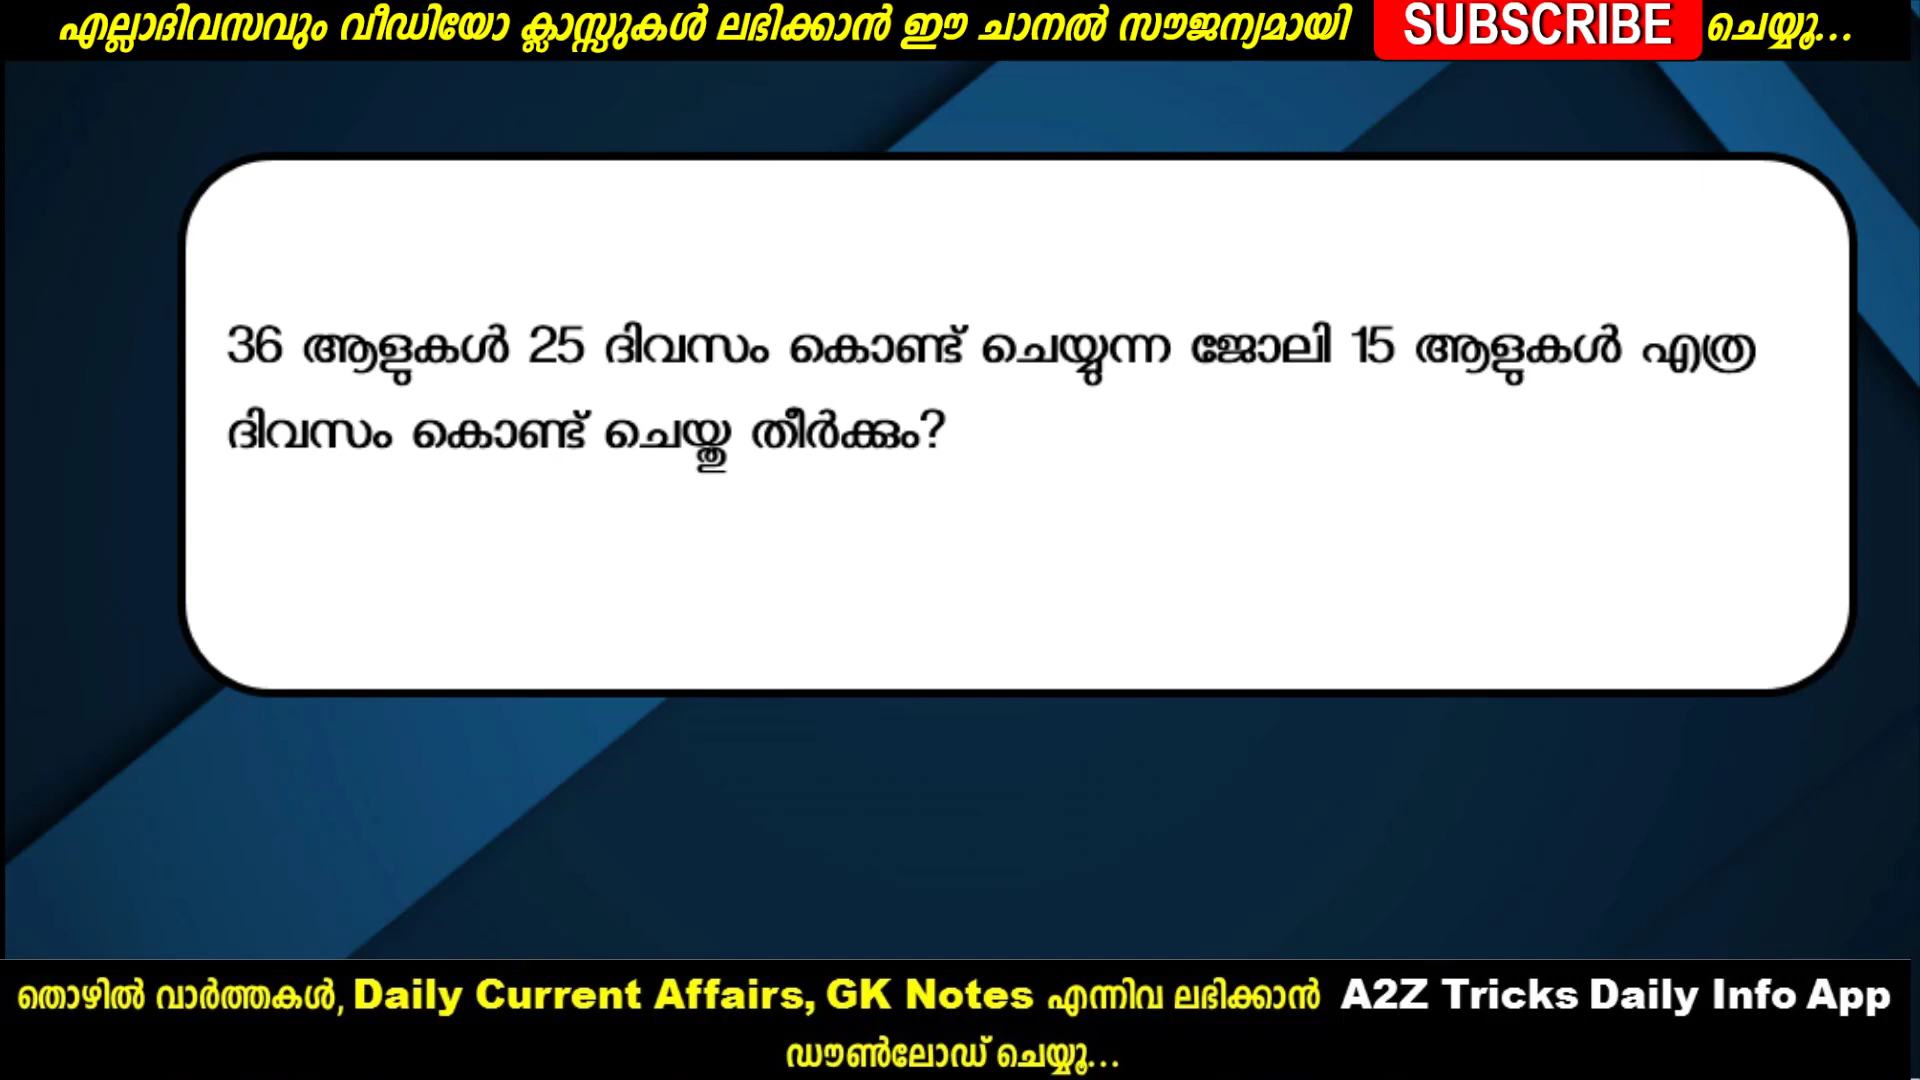 എല്ലാദിവസവും വീഡിയോ ക്ലാസ്സുകൾ ലഭിക്കാൻ ഈ ചാനൽ സൗജന്യമായി SUBSCRIBE ചെയ്യൂ...
36 ആളുകൾ 25 ദിവസം കൊണ്ട് ചെയ്യുന്ന ജോലി 15 ആളുകൾ എത്ര
ദിവസം കൊണ്ട് ചെയ്തു തീർക്കും?
തൊഴിൽ വാർത്തകൾ, Daily Current Affairs, GK Notes എന്നിവ ലഭിക്കാൻ A2Z Tricks Daily Info App
ഡൗൺലോഡ് ചെയ്യൂ...